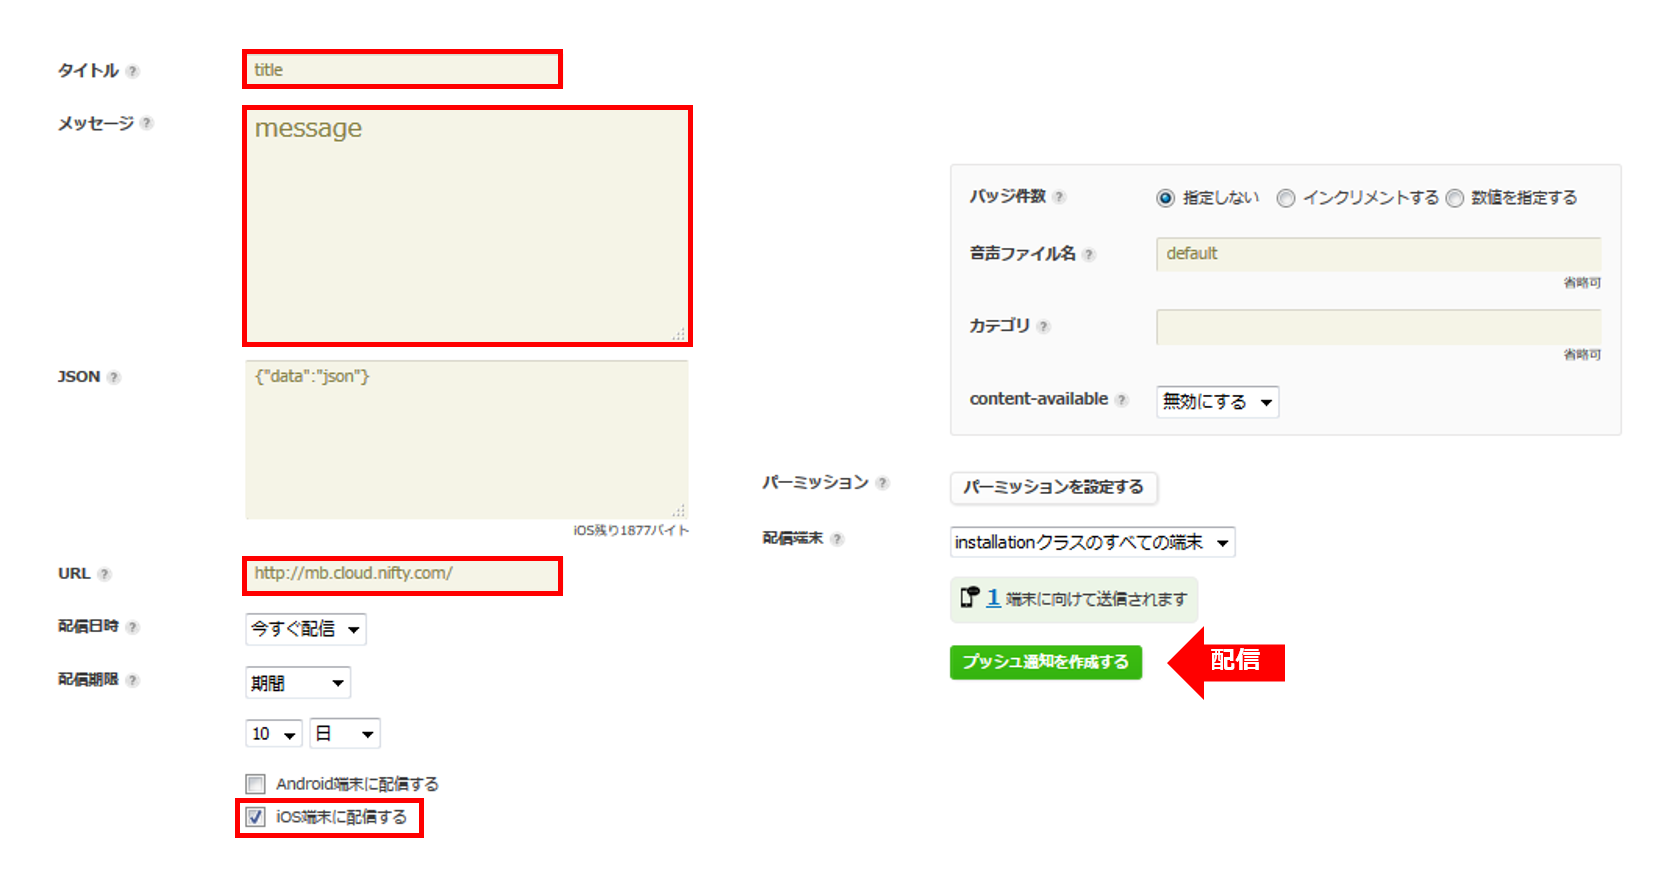 タイトル ?
title
メッセージ ?
message
JSON ?
{"data":"json"}
iOS残り1877バイト
URL ?
http://mb.cloud.nifty.com/
配信日時 ?
今すぐ配信
配信期限 ?
期間
10 日
Android端末に配信する
iOS端末に配信する
バッジ件数 ?
指定しない インクリメントする 数値を指定する
音声ファイル名 ?
default
省略可
カテゴリ ?
省略可
content-available ?
無効にする
パーミッション ?
パーミッションを設定する
配信端末 ?
installationクラスのすべての端末
1 端末に向けて送信されます
プッシュ通知を作成する
配信